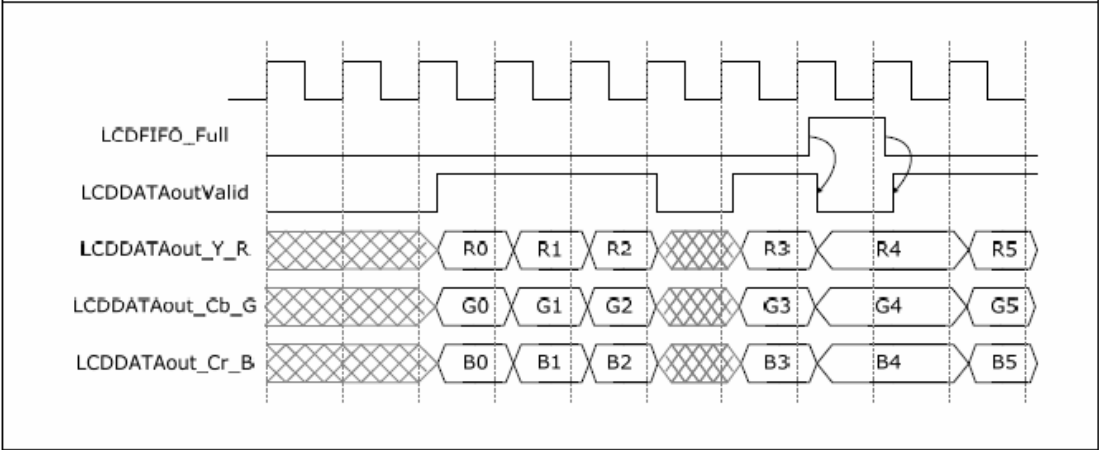 LCDFIFO_Full
LCDDATAoutValid
LCDDATAout_Y_R R0 R1 R2 R3 R4 R5
LCDDATAout_Cb_G G0 G1 G2 G3 G4 G5
LCDDATAout_Cr_B B0 B1 B2 B3 B4 B5